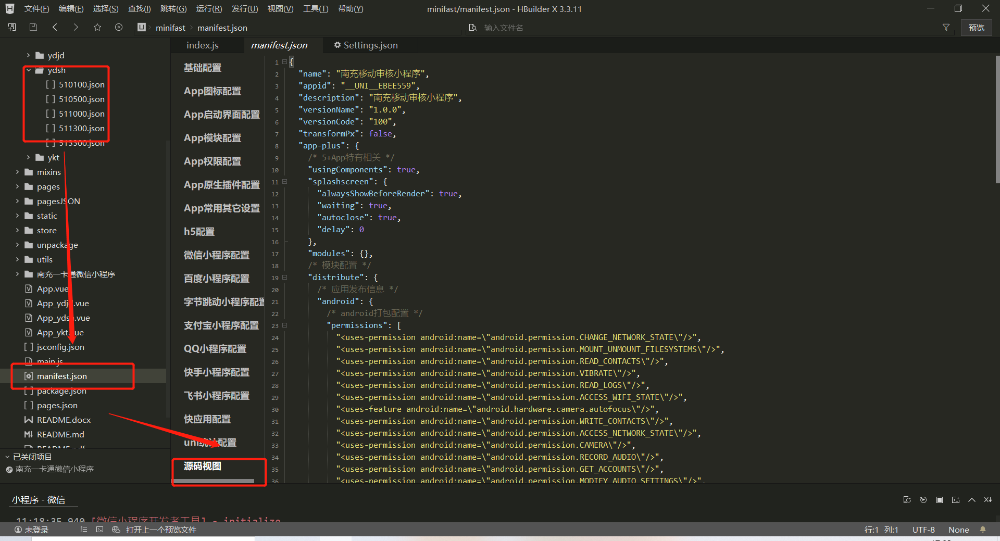 文件(F) 编辑(E) 选择(S) 查找(I) 跳转(G) 运行(R) 发行(U) 视图(V) 工具(T) 帮助(Y)
minifast/manifest.json - HBuilder X 3.3.11
minifast
manifest.json
输入文件名
预览
ydjd
ydsh
[ ] 510100.json
[ ] 510500.json
[ ] 511000.json
[ ] 511300.json
[ ] 513300.json
ykt
mixins
pages
pagesJSON
static
store
unpackage
utils
南充一卡通微信小程序
App.vue
App_ydjd.vue
App_ydsh.vue
App_ykt.vue
[ ] jsconfig.json
main.js
manifest.json
[ ] package.json
[ ] pages.json
README.docx
README.md
README.pdf
已关闭项目
南充一卡通微信小程序
index.js
manifest.json
Settings.json
基础配置
App图标配置
App启动界面配置
App模块配置
App权限配置
App原生插件配置
App常用其它设置
h5配置
微信小程序配置
百度小程序配置
字节跳动小程序配置
支付宝小程序配置
QQ小程序配置
快手小程序配置
飞书小程序配置
快应用配置
uni统计配置
源码视图
1 {
2 "name": "南充移动审核小程序",
3 "appid": "__UNI__EBEE559",
4 "description": "南充移动审核小程序",
5 "versionName": "1.0.0",
6 "versionCode": "100",
7 "transformPx": false,
8 "app-plus": {
9 /* 5+App特有相关 */
10 "usingComponents": true,
11 "splashscreen": {
12 "alwaysShowBeforeRender": true,
13 "waiting": true,
14 "autoclose": true,
15 "delay": 0
16 },
17 "modules": {},
18 /* 模块配置 */
19 "distribute": {
20 /* 应用发布信息 */
21 "android": {
22 /* android打包配置 */
23 "permissions": [
24 "<uses-permission android:name=\"android.permission.CHANGE_NETWORK_STATE\"/>",
25 "<uses-permission android:name=\"android.permission.MOUNT_UNMOUNT_FILESYSTEMS\"/>",
26 "<uses-permission android:name=\"android.permission.READ_CONTACTS\"/>",
27 "<uses-permission android:name=\"android.permission.VIBRATE\"/>",
28 "<uses-permission android:name=\"android.permission.READ_LOGS\"/>",
29 "<uses-permission android:name=\"android.permission.ACCESS_WIFI_STATE\"/>",
30 "<uses-feature android:name=\"android.hardware.camera.autofocus\"/>",
31 "<uses-permission android:name=\"android.permission.WRITE_CONTACTS\"/>",
32 "<uses-permission android:name=\"android.permission.ACCESS_NETWORK_STATE\"/>",
33 "<uses-permission android:name=\"android.permission.CAMERA\"/>",
34 "<uses-permission android:name=\"android.permission.RECORD_AUDIO\"/>",
35 "<uses-permission android:name=\"android.permission.GET_ACCOUNTS\"/>",
36 "<uses-permission android:name=\"android.permission.MODIFY_AUDIO_SETTINGS\"/>",
小程序 - 微信
11:18:35.940 [微信小程序开发者工具] - initialize
未登录
打开上一个预览文件
行:1 列:1
UTF-8
None